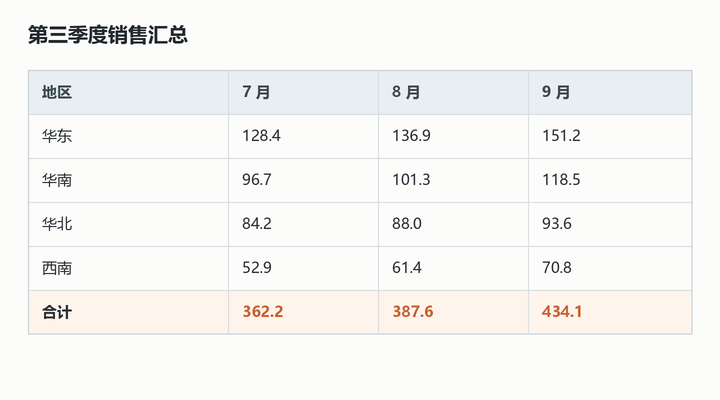 第三季度销售汇总
地区 7 月 8 月 9 月
华东 128.4 136.9 151.2
华南 96.7 101.3 118.5
华北 84.2 88.0 93.6
西南 52.9 61.4 70.8
合计 362.2 387.6 434.1